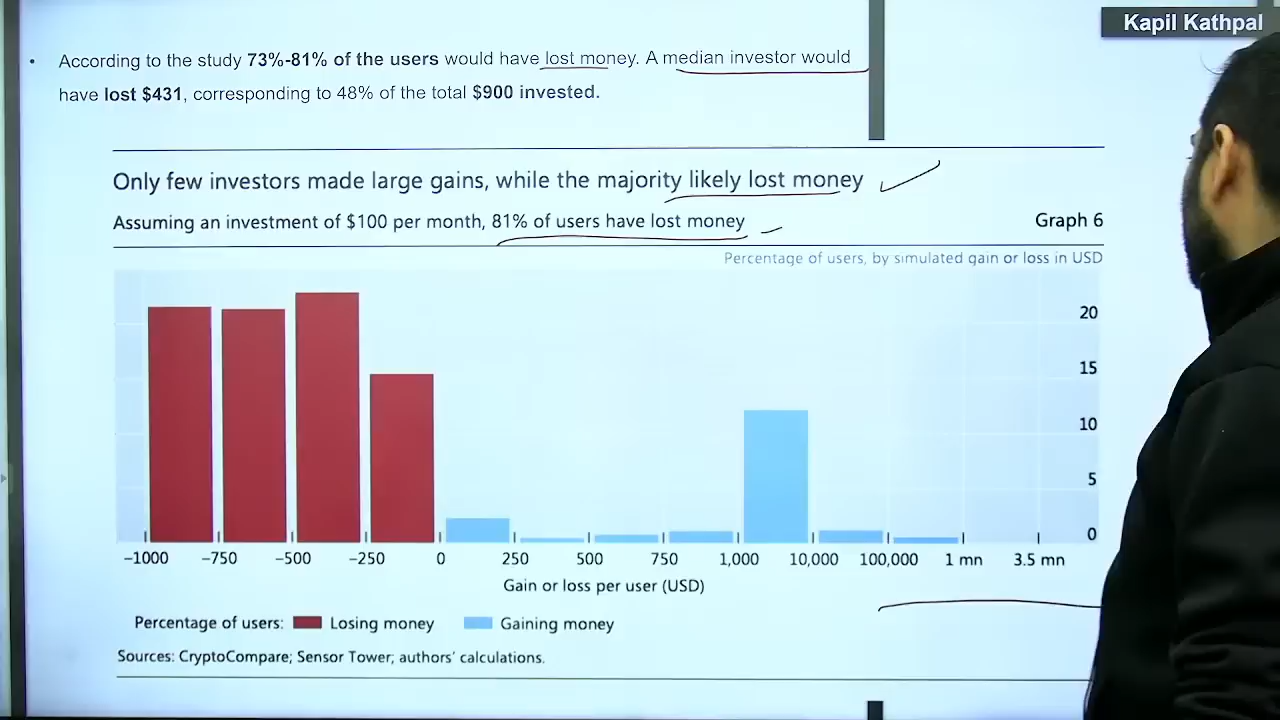 Kapil Kathpal
• According to the study 73%-81% of the users would have lost money. A median investor would
have lost $431, corresponding to 48% of the total $900 invested.
Only few investors made large gains, while the majority likely lost money
Assuming an investment of $100 per month, 81% of users have lost money
Graph 6
Percentage of users, by simulated gain or loss in USD
20
15
10
5
0
−1000 −750 −500 −250 0 250 500 750 1,000 10,000 100,000 1 mn 3.5 mn
Gain or loss per user (USD)
Percentage of users: Losing money Gaining money
Sources: CryptoCompare; Sensor Tower; authors' calculations.